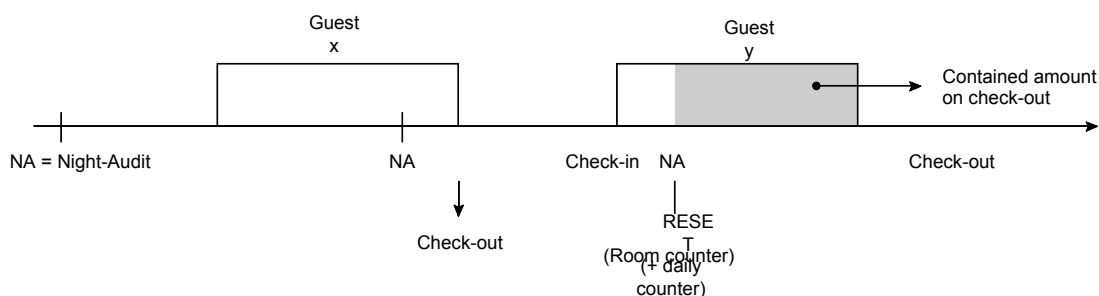 Guest
x
Guest
y
Contained amount
on check-out
NA = Night-Audit
NA
Check-in
NA
Check-out
Check-out
RESE
T
(Room counter)
(+ daily
counter)